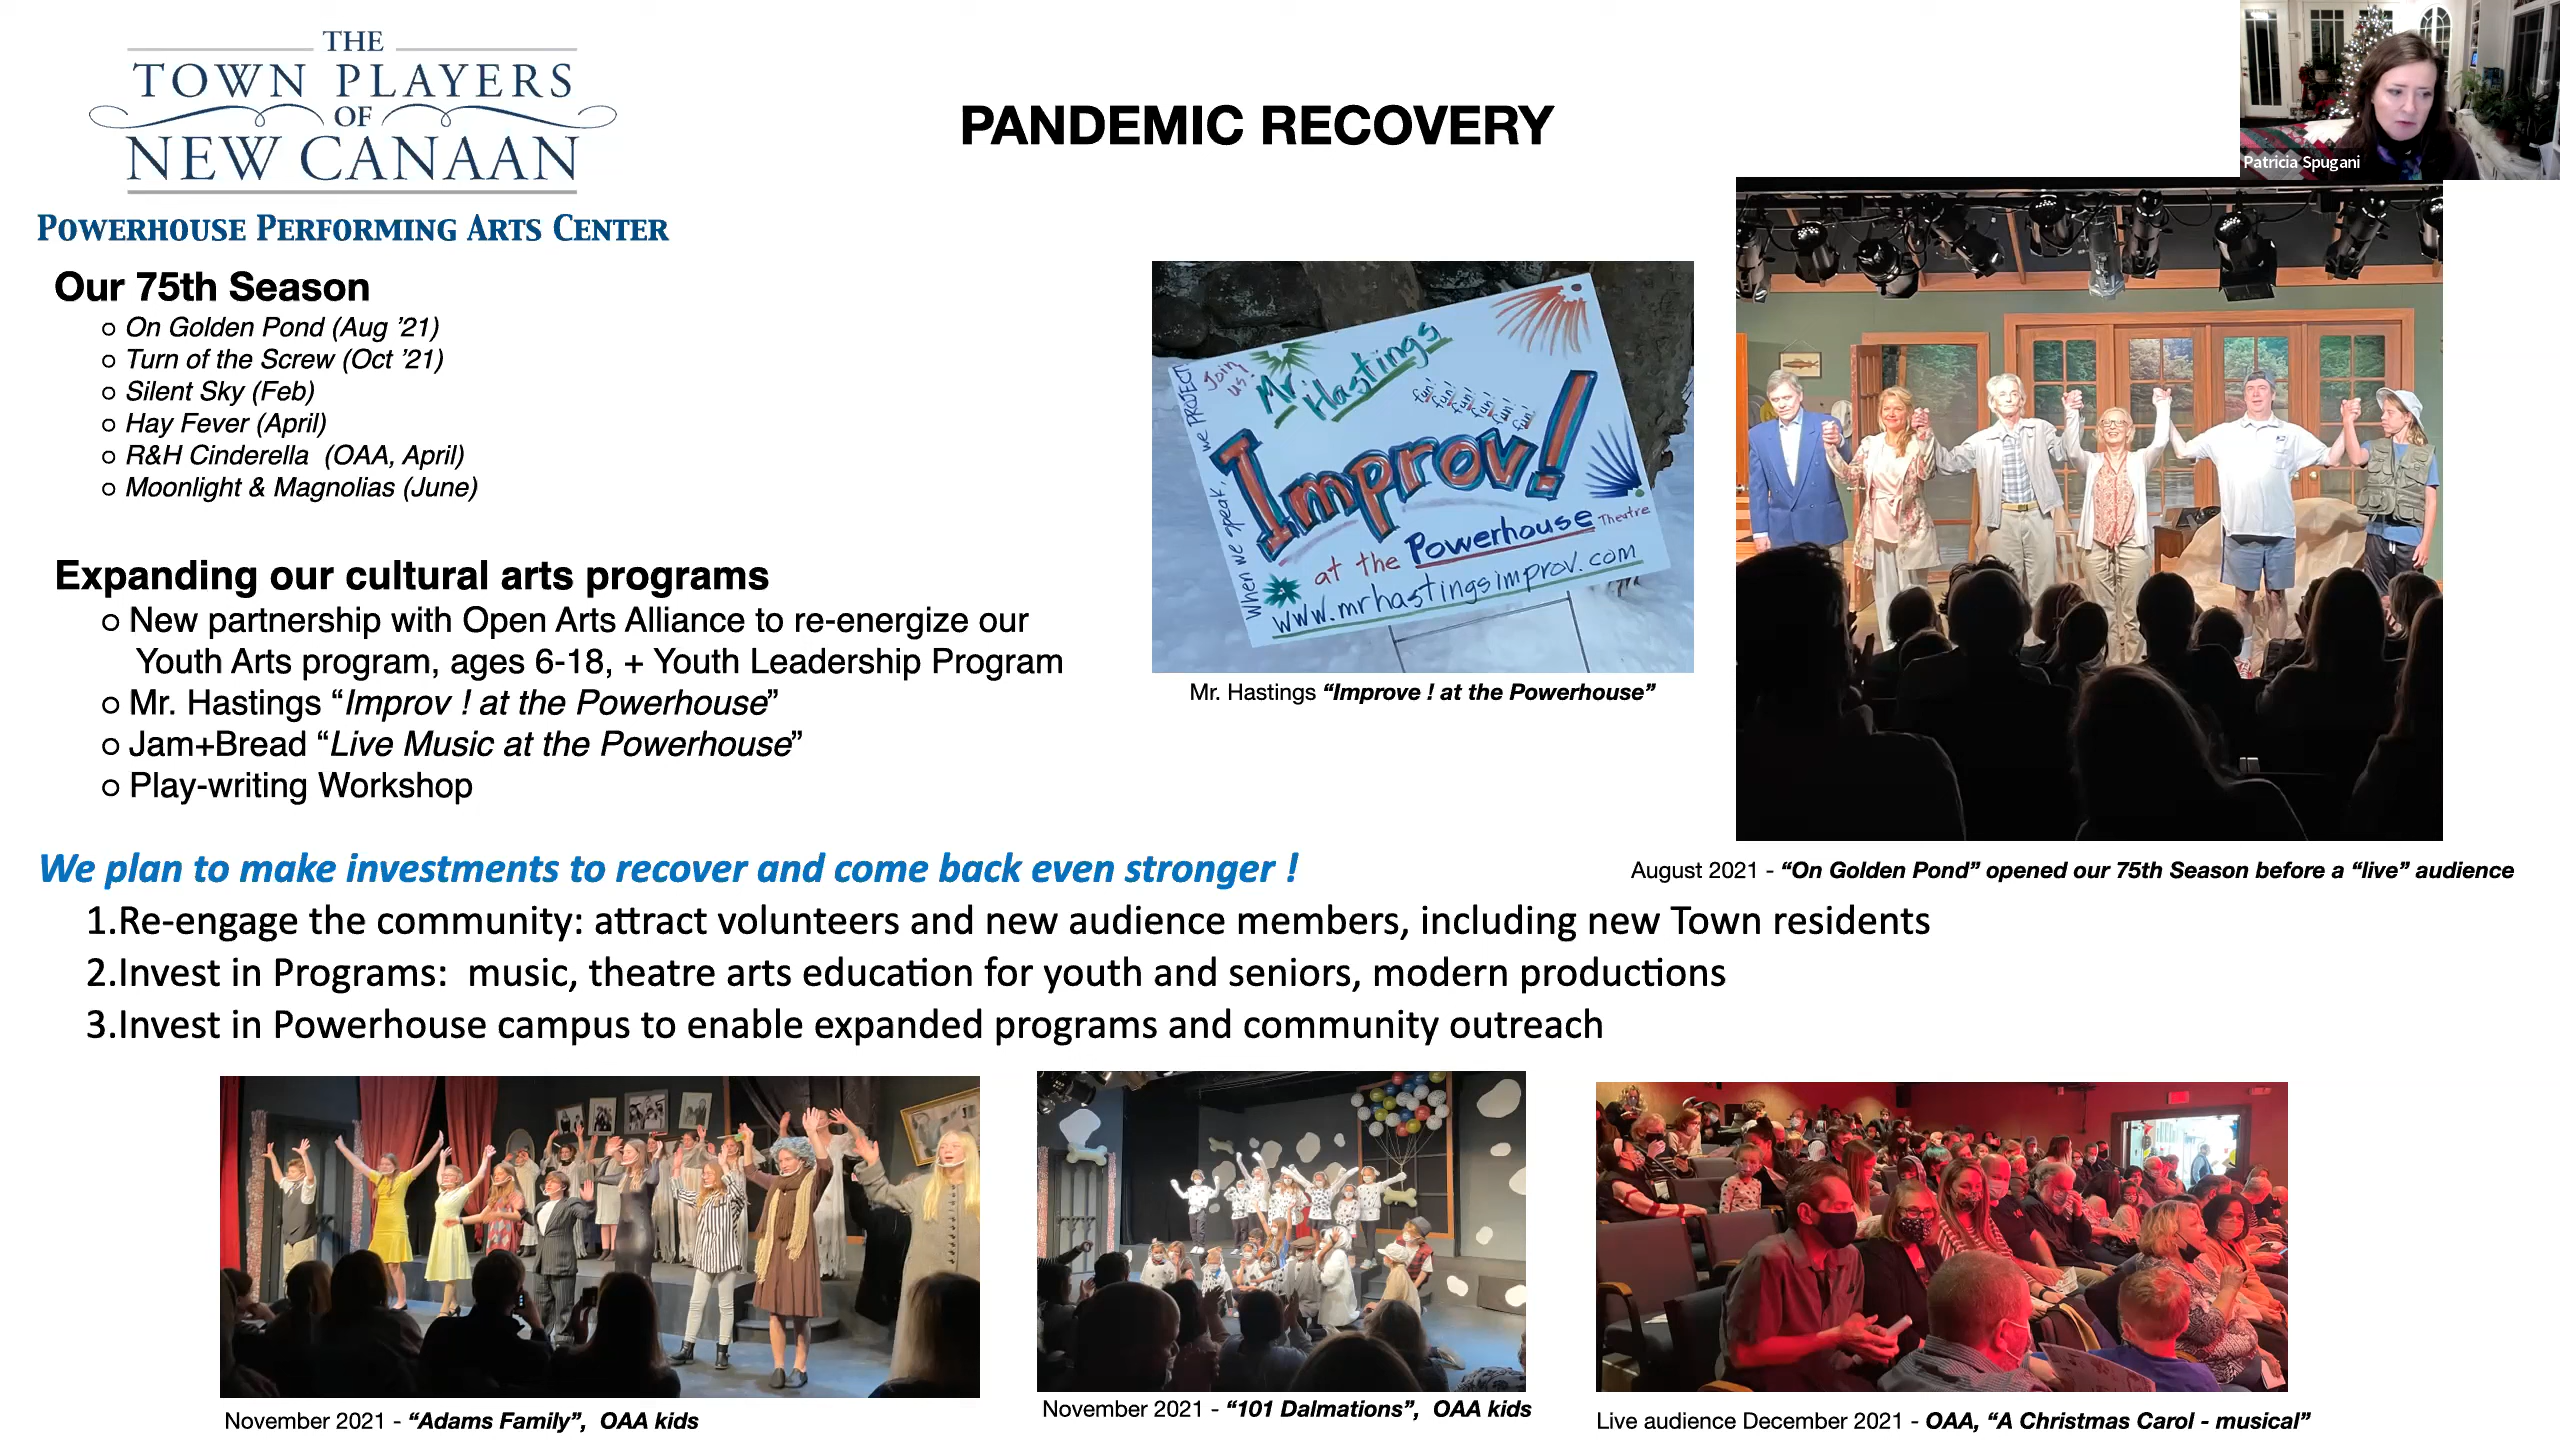 THE
TOWN PLAYERS
OF
NEW CANAAN
POWERHOUSE PERFORMING ARTS CENTER
PANDEMIC RECOVERY
Patricia Spugani
Our 75th Season
On Golden Pond (Aug ’21)
Turn of the Screw (Oct ’21)
Silent Sky (Feb)
Hay Fever (April)
R&H Cinderella (OAA, April)
Moonlight & Magnolias (June)
Expanding our cultural arts programs
New partnership with Open Arts Alliance to re-energize our
Youth Arts program, ages 6-18, + Youth Leadership Program
Mr. Hastings “Improv ! at the Powerhouse”
Jam+Bread “Live Music at the Powerhouse”
Play-writing Workshop
When we speak, we PROJECT!
Join us!
Mr Hastings
fun! fun! fun! fun! fun! fun!
Improv!
at the Powerhouse Theatre
www.mrhastingsimprov.com
Mr. Hastings “Improve ! at the Powerhouse”
August 2021 - “On Golden Pond” opened our 75th Season before a “live” audience
We plan to make investments to recover and come back even stronger !
1.Re-engage the community: attract volunteers and new audience members, including new Town residents
2.Invest in Programs: music, theatre arts education for youth and seniors, modern productions
3.Invest in Powerhouse campus to enable expanded programs and community outreach
November 2021 - “Adams Family”, OAA kids
November 2021 - “101 Dalmations”, OAA kids
Live audience December 2021 - OAA, “A Christmas Carol - musical”